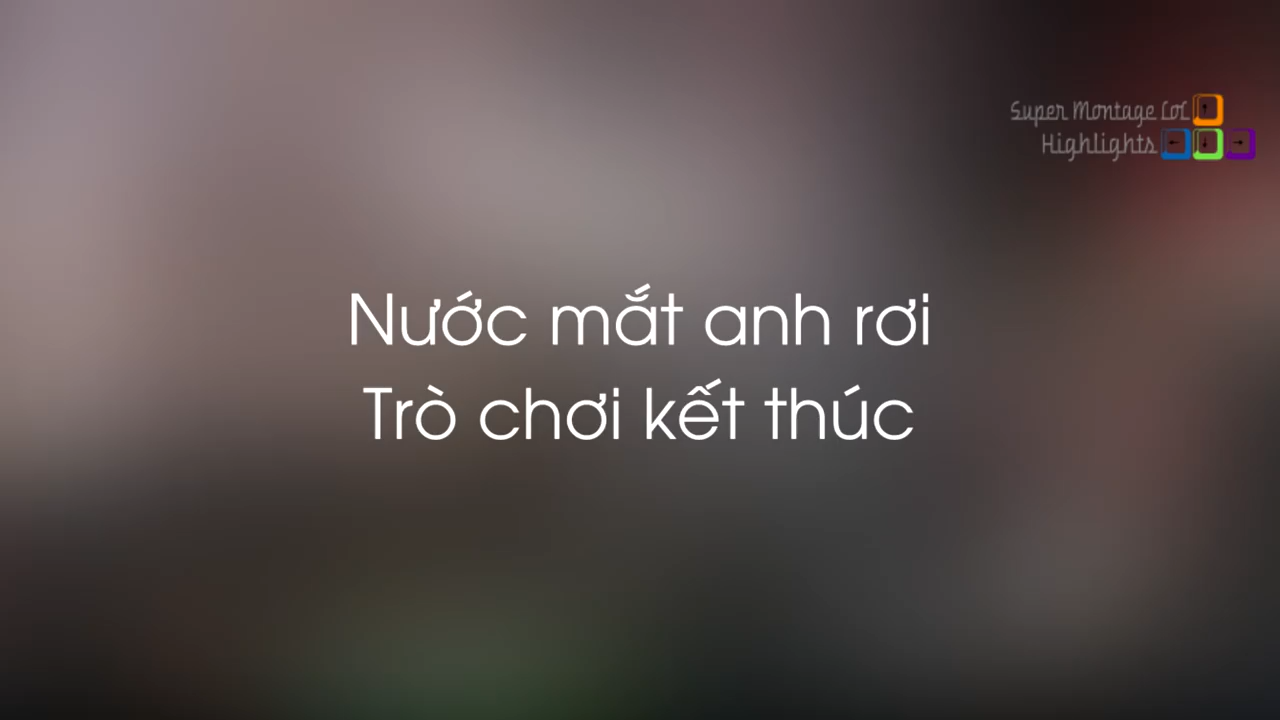 Super Montage LoL
Highlights
Nước mắt anh rơi
Trò chơi kết thúc